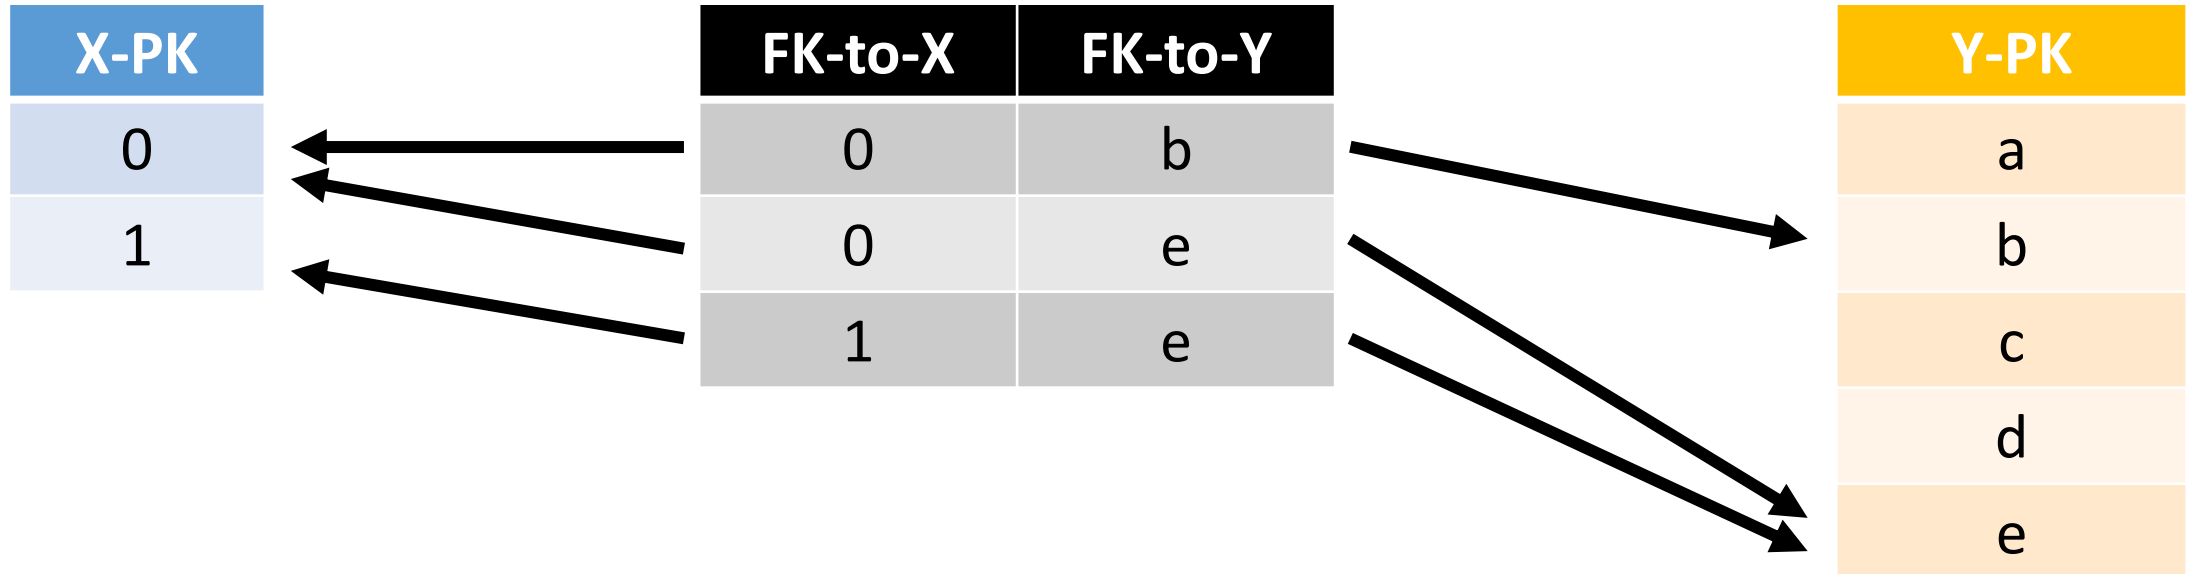 X-PK FK-to-X FK-to-Y Y-PK
0 0 b a
1 0 e b
1 e c
d
e